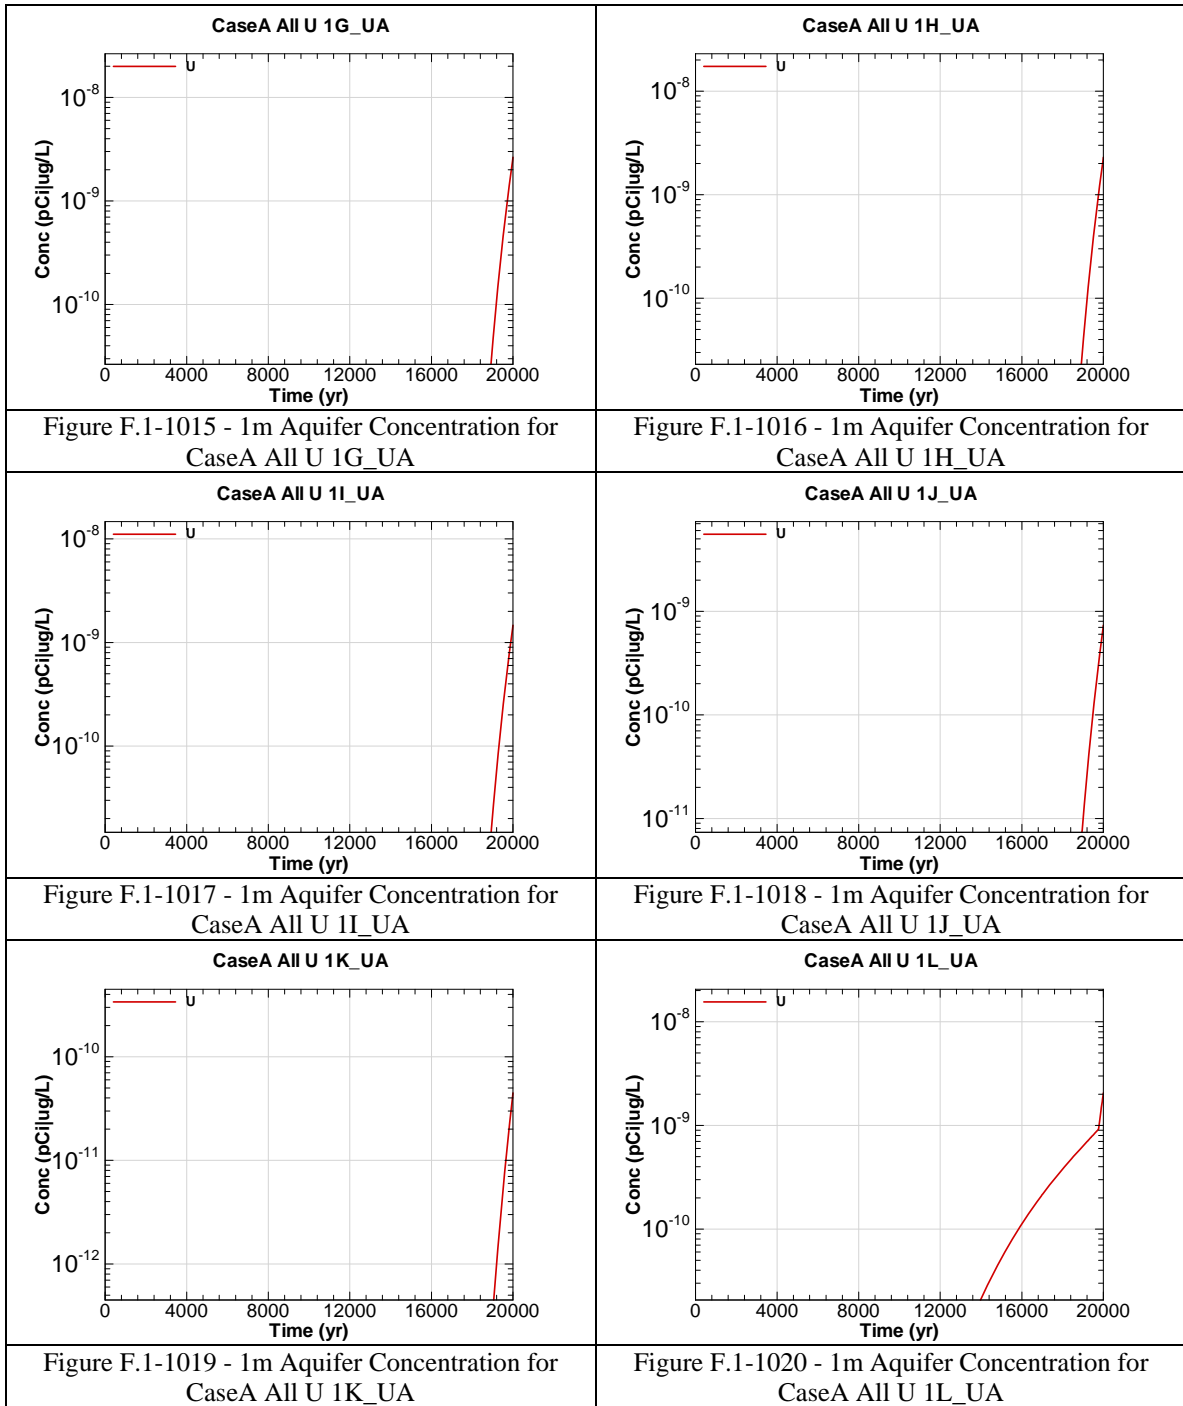 CaseA All U 1G_UA
U
10-8
10-9
10-10
Conc (pCi|ug/L)
0 4000 8000 12000 16000 20000
Time (yr)
Figure F.1-1015 - 1m Aquifer Concentration for
CaseA All U 1G_UA
CaseA All U 1H_UA
U
10-8
10-9
10-10
Conc (pCi|ug/L)
0 4000 8000 12000 16000 20000
Time (yr)
Figure F.1-1016 - 1m Aquifer Concentration for
CaseA All U 1H_UA
CaseA All U 1I_UA
U
10-8
10-9
10-10
Conc (pCi|ug/L)
0 4000 8000 12000 16000 20000
Time (yr)
Figure F.1-1017 - 1m Aquifer Concentration for
CaseA All U 1I_UA
CaseA All U 1J_UA
U
10-9
10-10
10-11
Conc (pCi|ug/L)
0 4000 8000 12000 16000 20000
Time (yr)
Figure F.1-1018 - 1m Aquifer Concentration for
CaseA All U 1J_UA
CaseA All U 1K_UA
U
10-10
10-11
10-12
Conc (pCi|ug/L)
0 4000 8000 12000 16000 20000
Time (yr)
Figure F.1-1019 - 1m Aquifer Concentration for
CaseA All U 1K_UA
CaseA All U 1L_UA
U
10-8
10-9
10-10
Conc (pCi|ug/L)
0 4000 8000 12000 16000 20000
Time (yr)
Figure F.1-1020 - 1m Aquifer Concentration for
CaseA All U 1L_UA